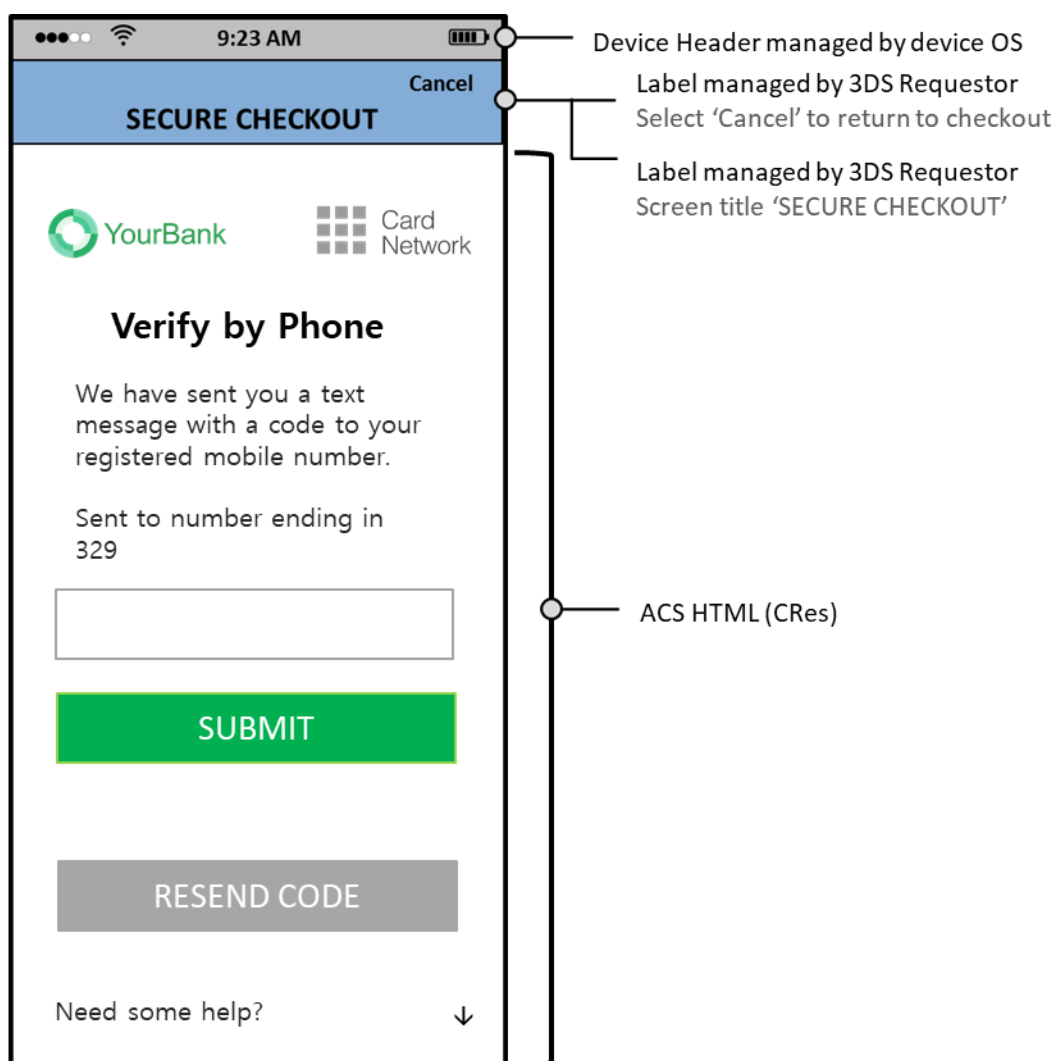 9:23 AM
Device Header managed by device OS
Cancel
SECURE CHECKOUT
Label managed by 3DS Requestor
Select ‘Cancel’ to return to checkout
Label managed by 3DS Requestor
Screen title ‘SECURE CHECKOUT’
YourBank
Card
Network
Verify by Phone
We have sent you a text
message with a code to your
registered mobile number.
Sent to number ending in
329
ACS HTML (CRes)
SUBMIT
RESEND CODE
Need some help?